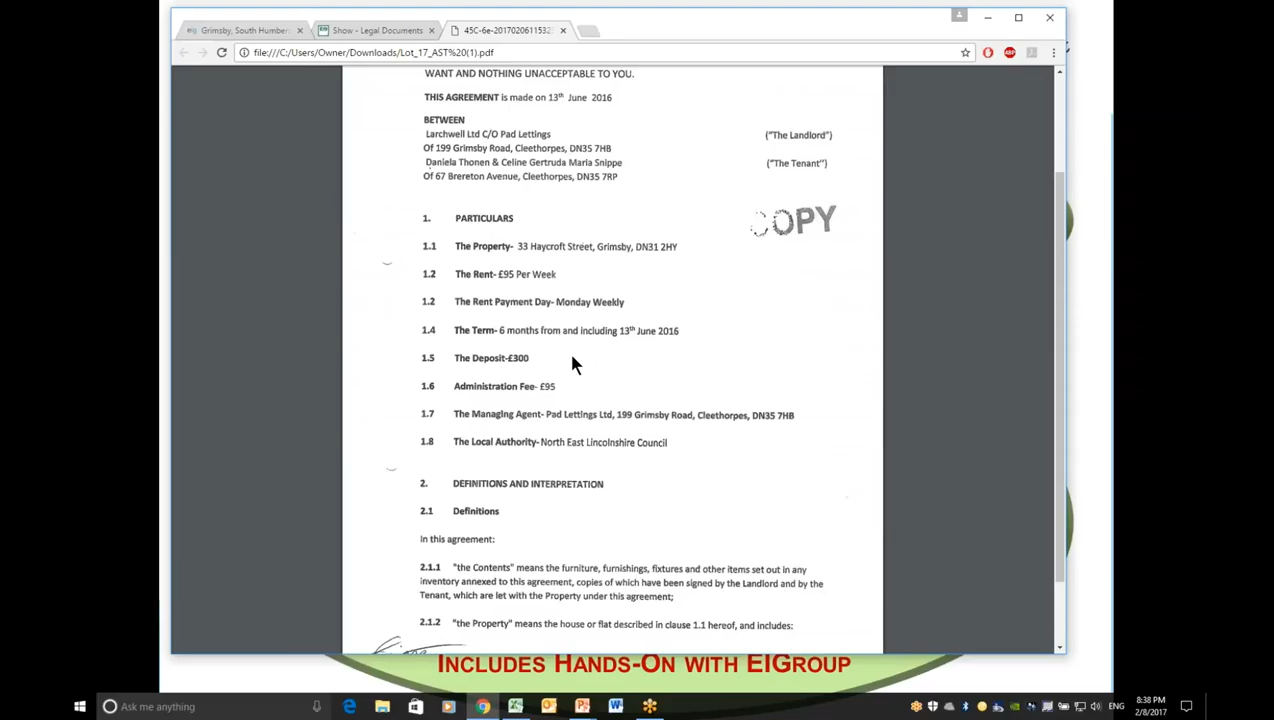 Grimsby, South Humber
Show - Legal Documents
45C-6e-20170206115325
file:///C:/Users/Owner/Downloads/Lot_17_AST%20(1).pdf
ABP
WANT AND NOTHING UNACCEPTABLE TO YOU.
THIS AGREEMENT is made on 13th June 2016
BETWEEN
Larchwell Ltd C/O Pad Lettings ("The Landlord")
Of 199 Grimsby Road, Cleethorpes, DN35 7HB
Daniela Thonen & Celine Gertruda Maria Snippe ("The Tenant")
Of 67 Brereton Avenue, Cleethorpes, DN35 7RP
1. PARTICULARS
COPY
1.1 The Property- 33 Haycroft Street, Grimsby, DN31 2HY
1.2 The Rent- £95 Per Week
1.2 The Rent Payment Day- Monday Weekly
1.4 The Term- 6 months from and including 13th June 2016
1.5 The Deposit-£300
1.6 Administration Fee- £95
1.7 The Managing Agent- Pad Lettings Ltd, 199 Grimsby Road, Cleethorpes, DN35 7HB
1.8 The Local Authority- North East Lincolnshire Council
2. DEFINITIONS AND INTERPRETATION
2.1 Definitions
In this agreement:
2.1.1 "the Contents" means the furniture, furnishings, fixtures and other items set out in any
inventory annexed to this agreement, copies of which have been signed by the Landlord and by the
Tenant, which are let with the Property under this agreement;
2.1.2 "the Property" means the house or flat described in clause 1.1 hereof, and includes:
INCLUDES HANDS-ON WITH EIGROUP
Ask me anything
ENG
8:38 PM
2/8/2017